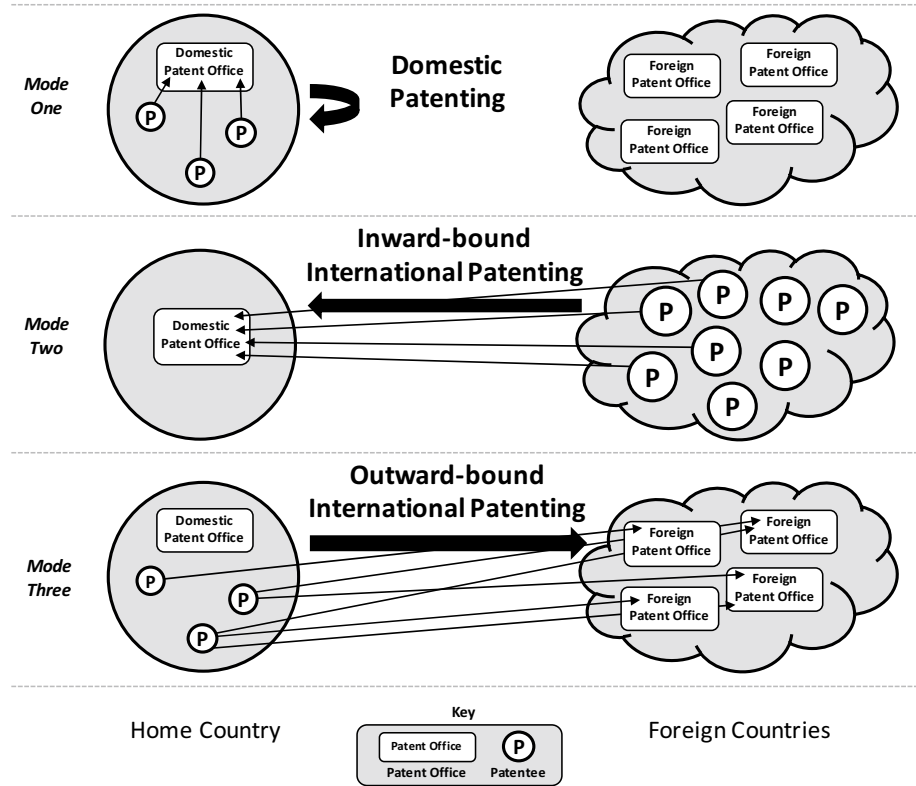 Mode
One
Domestic
Patent Office
P
P
P
Domestic
Patenting
Foreign
Patent Office
Foreign
Patent Office
Foreign
Patent Office
Foreign
Patent Office
Mode
Two
Domestic
Patent Office
Inward-bound
International Patenting
P
P
P
P
P
P
P
P
Mode
Three
Domestic
Patent Office
P
P
P
Outward-bound
International Patenting
Foreign
Patent Office
Foreign
Patent Office
Foreign
Patent Office
Foreign
Patent Office
Home Country
Key
Patent Office
Patent Office
P
Patentee
Foreign Countries